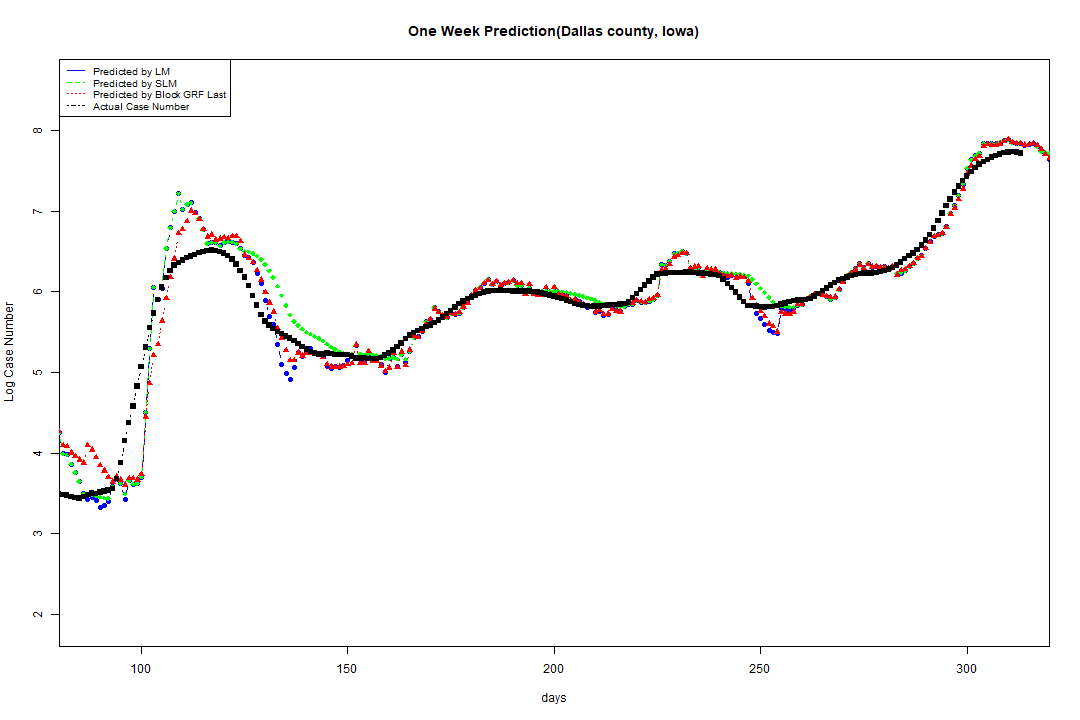 One Week Prediction(Dallas county, Iowa)
Predicted by LM
Predicted by SLM
Predicted by Block GRF Last
Actual Case Number
8
7
6
5
4
3
2
Log Case Number
100 150 200 250 300
days